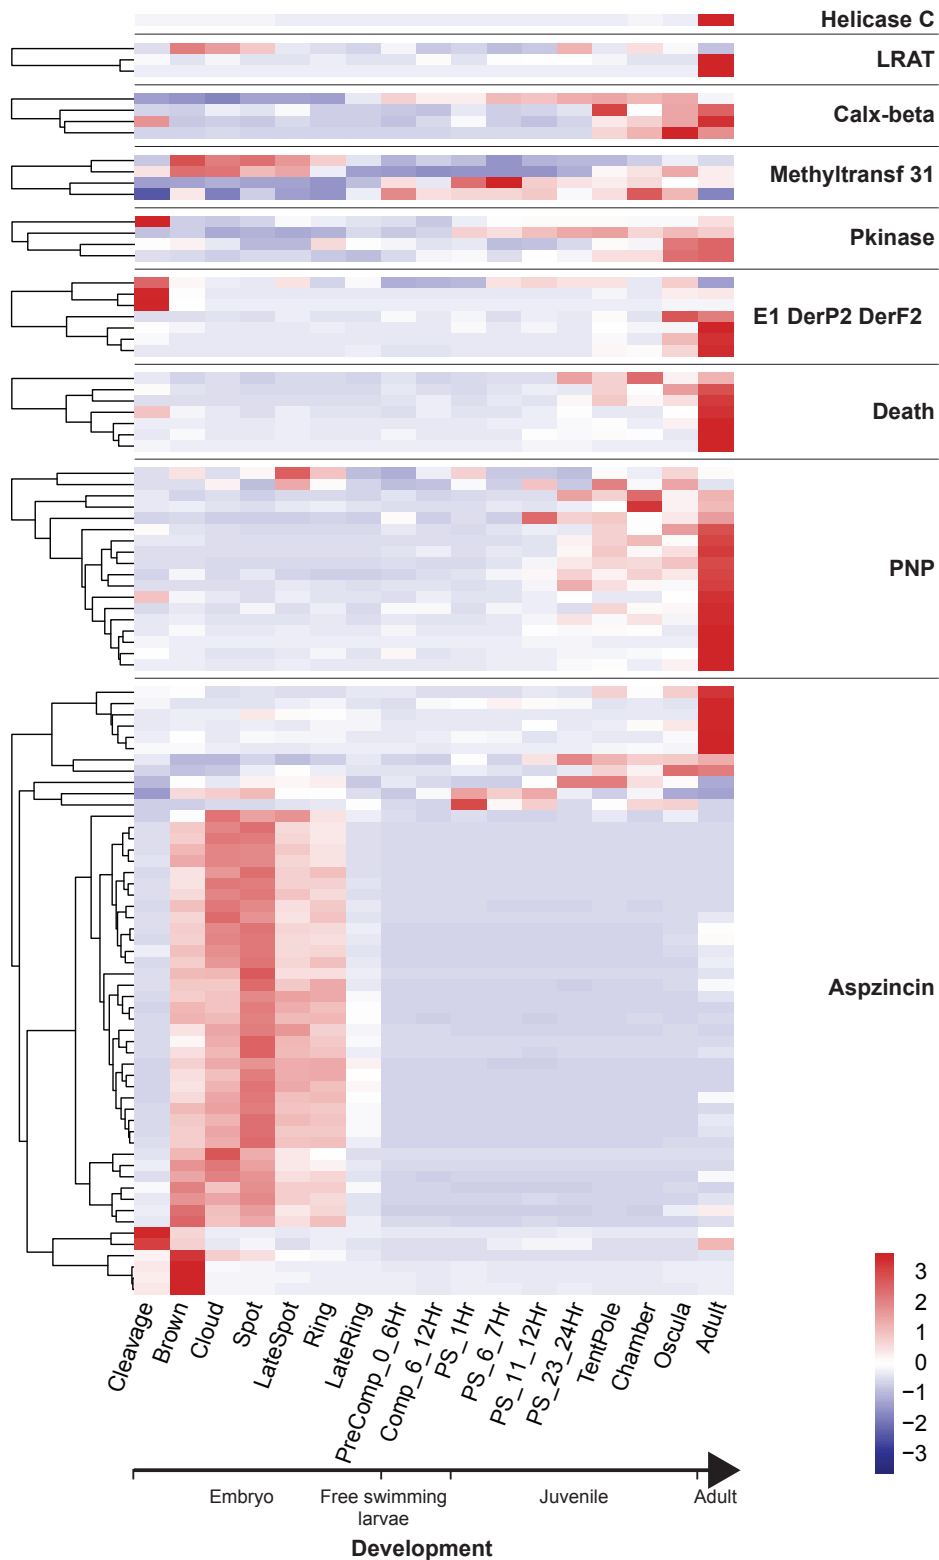 Helicase C
LRAT
Calx-beta
Methyltransf 31
Pkinase
E1 DerP2 DerF2
Death
PNP
Aspzincin
3
2
1
0
−1
−2
−3
Cleavage
Brown
Cloud
Spot
LateSpot
Ring
LateRing
PreComp_0_6Hr
Comp_6_12Hr
PS_1Hr
PS_6_7Hr
PS_11_12Hr
PS_23_24Hr
TentPole
Chamber
Oscula
Adult
Embryo
Free swimming
larvae
Juvenile
Adult
Development